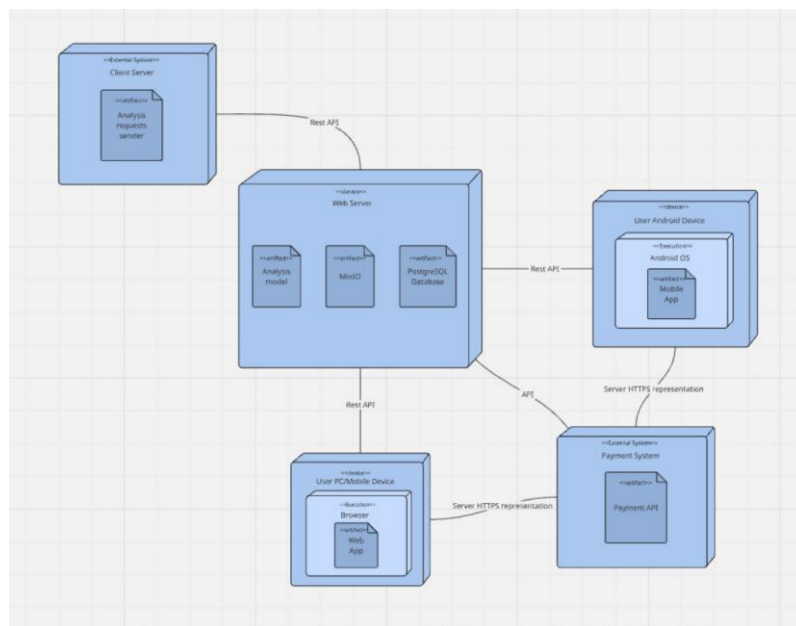 <<External System>>
Client Server
<<artifact>>
Analysis
requests
sender
Rest API
<<device>>
Web Server
<<artifact>>
Analysis
model
<<artifact>>
MinIO
<<artifact>>
PostgreSQL
Database
Rest API
<<device>>
User Android Device
<<Execution>>
Android OS
<<artifact>>
Mobile
App
Rest API
API
Server HTTPS representation
<<device>>
User PC/Mobile Device
<<Execution>>
Browser
<<artifact>>
Web
App
Server HTTPS representation
<<External System>>
Payment System
<<artifact>>
Payment API